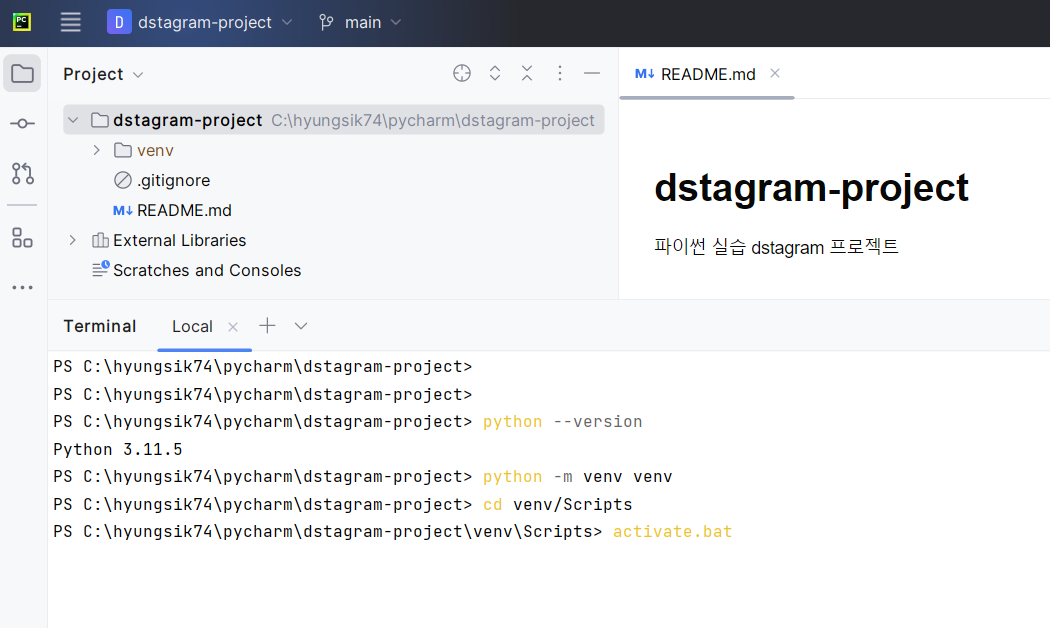 PC
D dstagram-project main
Project
M↓ README.md
dstagram-project C:\hyungsik74\pycharm\dstagram-project
venv
.gitignore
M↓ README.md
External Libraries
Scratches and Consoles
dstagram-project
파이썬 실습 dstagram 프로젝트
Terminal Local
PS C:\hyungsik74\pycharm\dstagram-project>
PS C:\hyungsik74\pycharm\dstagram-project>
PS C:\hyungsik74\pycharm\dstagram-project> python --version
Python 3.11.5
PS C:\hyungsik74\pycharm\dstagram-project> python -m venv venv
PS C:\hyungsik74\pycharm\dstagram-project> cd venv/Scripts
PS C:\hyungsik74\pycharm\dstagram-project\venv\Scripts> activate.bat